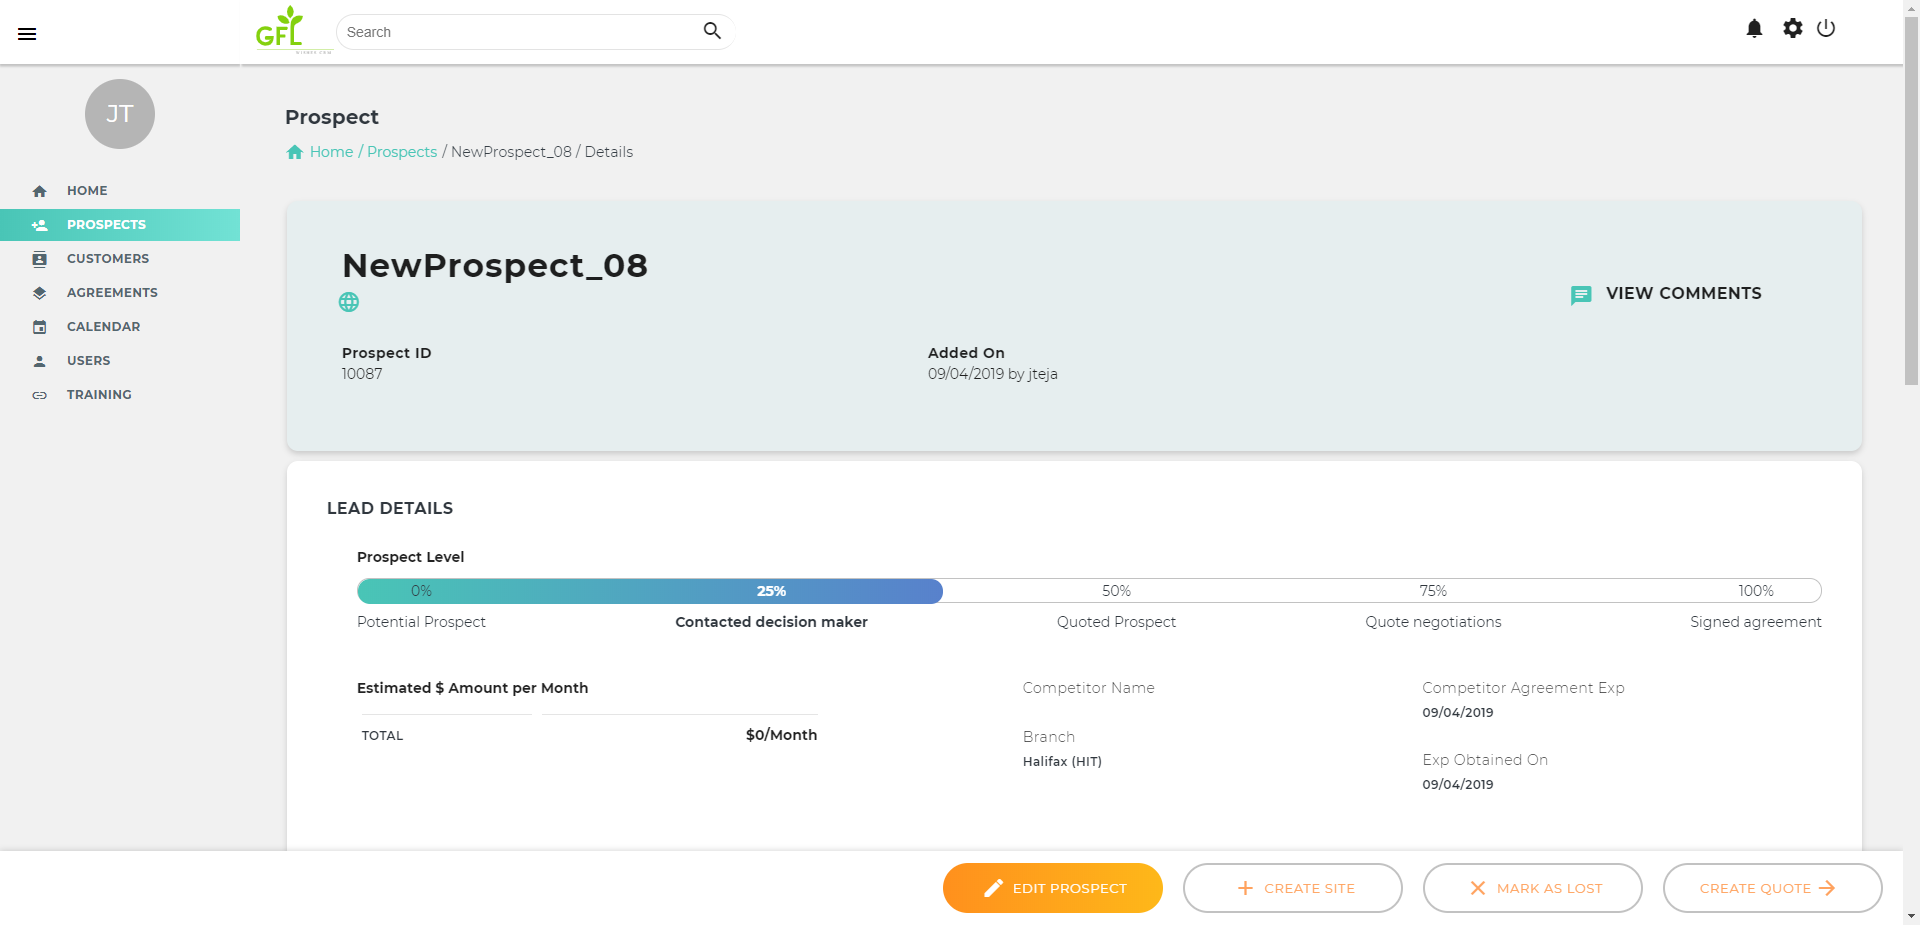 GFL
Search
JT
HOME
PROSPECTS
CUSTOMERS
AGREEMENTS
CALENDAR
USERS
TRAINING
Prospect
Home / Prospects / NewProspect_08 / Details
NewProspect_08
VIEW COMMENTS
Prospect ID
10087
Added On
09/04/2019 by jteja
LEAD DETAILS
Prospect Level
0% 25% 50% 75% 100%
Potential Prospect Contacted decision maker Quoted Prospect Quote negotiations Signed agreement
Estimated $ Amount per Month
TOTAL $0/Month
Competitor Name
Branch
Halifax (HIT)
Competitor Agreement Exp
09/04/2019
Exp Obtained On
09/04/2019
EDIT PROSPECT
CREATE SITE
MARK AS LOST
CREATE QUOTE